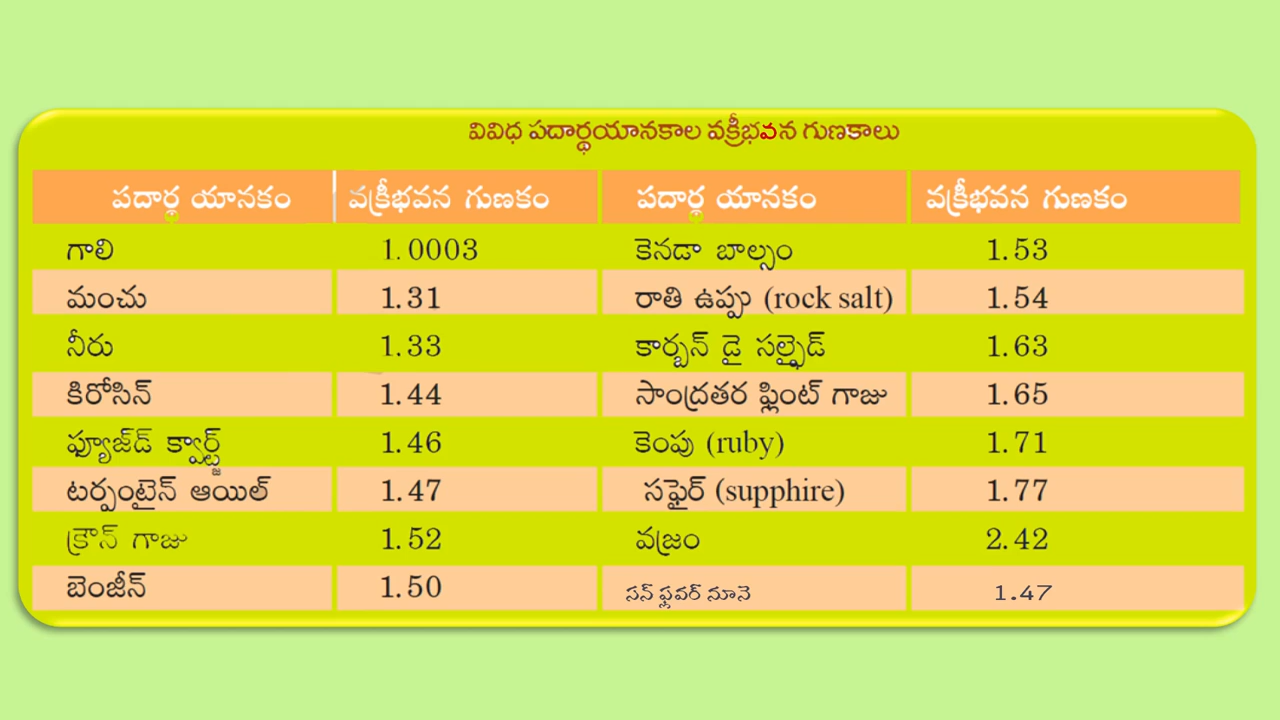 వివిధ పదార్థయానకాల వక్రీభవన గుణకాలు
పదార్థ యానకం వక్రీభవన గుణకం పదార్థ యానకం వక్రీభవన గుణకం
గాలి 1.0003 కెనడా బాల్సం 1.53
మంచు 1.31 రాతి ఉప్పు (rock salt) 1.54
నీరు 1.33 కార్బన్ డై సల్ఫైడ్ 1.63
కిరోసిన్ 1.44 సాంద్రతర ఫ్లింట్ గాజు 1.65
ఫ్యూజ్‌డ్ క్వార్ట్జ్ 1.46 కెంపు (ruby) 1.71
టర్పంటైన్ ఆయిల్ 1.47 సఫైర్ (supphire) 1.77
క్రౌన్ గాజు 1.52 వజ్రం 2.42
బెంజీన్ 1.50 సన్ ఫ్లవర్ నూనె 1.47